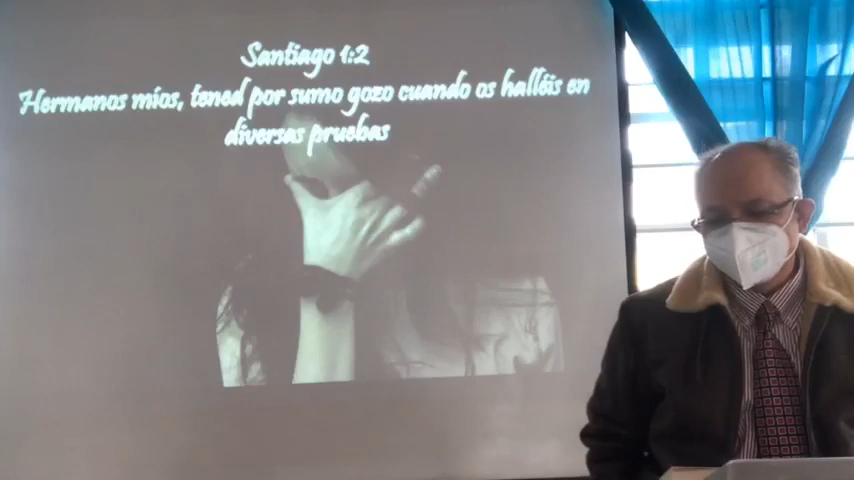 Santiago 1:2
Hermanos míos, tened por sumo gozo cuando os halléis en
diversas pruebas